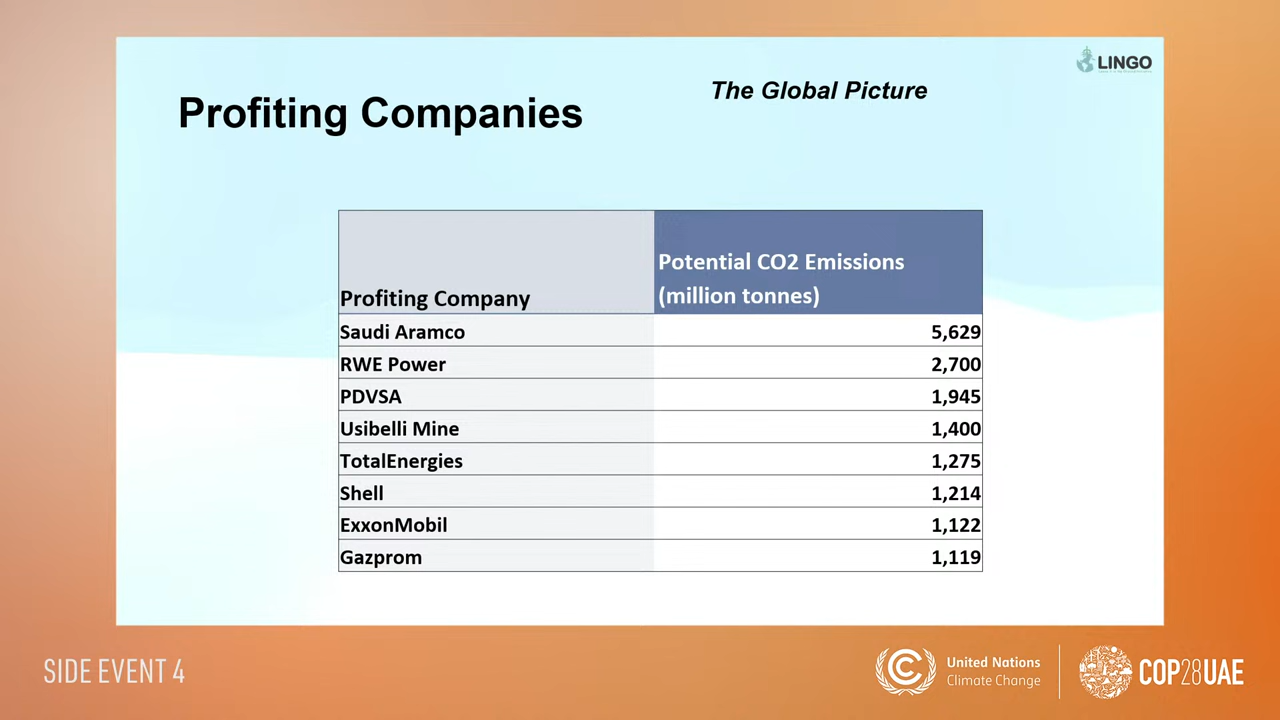 LINGO
The Global Picture
Profiting Companies
Profiting Company
Potential CO2 Emissions
(million tonnes)
Saudi Aramco 5,629
RWE Power 2,700
PDVSA 1,945
Usibelli Mine 1,400
TotalEnergies 1,275
Shell 1,214
ExxonMobil 1,122
Gazprom 1,119
SIDE EVENT 4
United Nations
Climate Change
COP28UAE